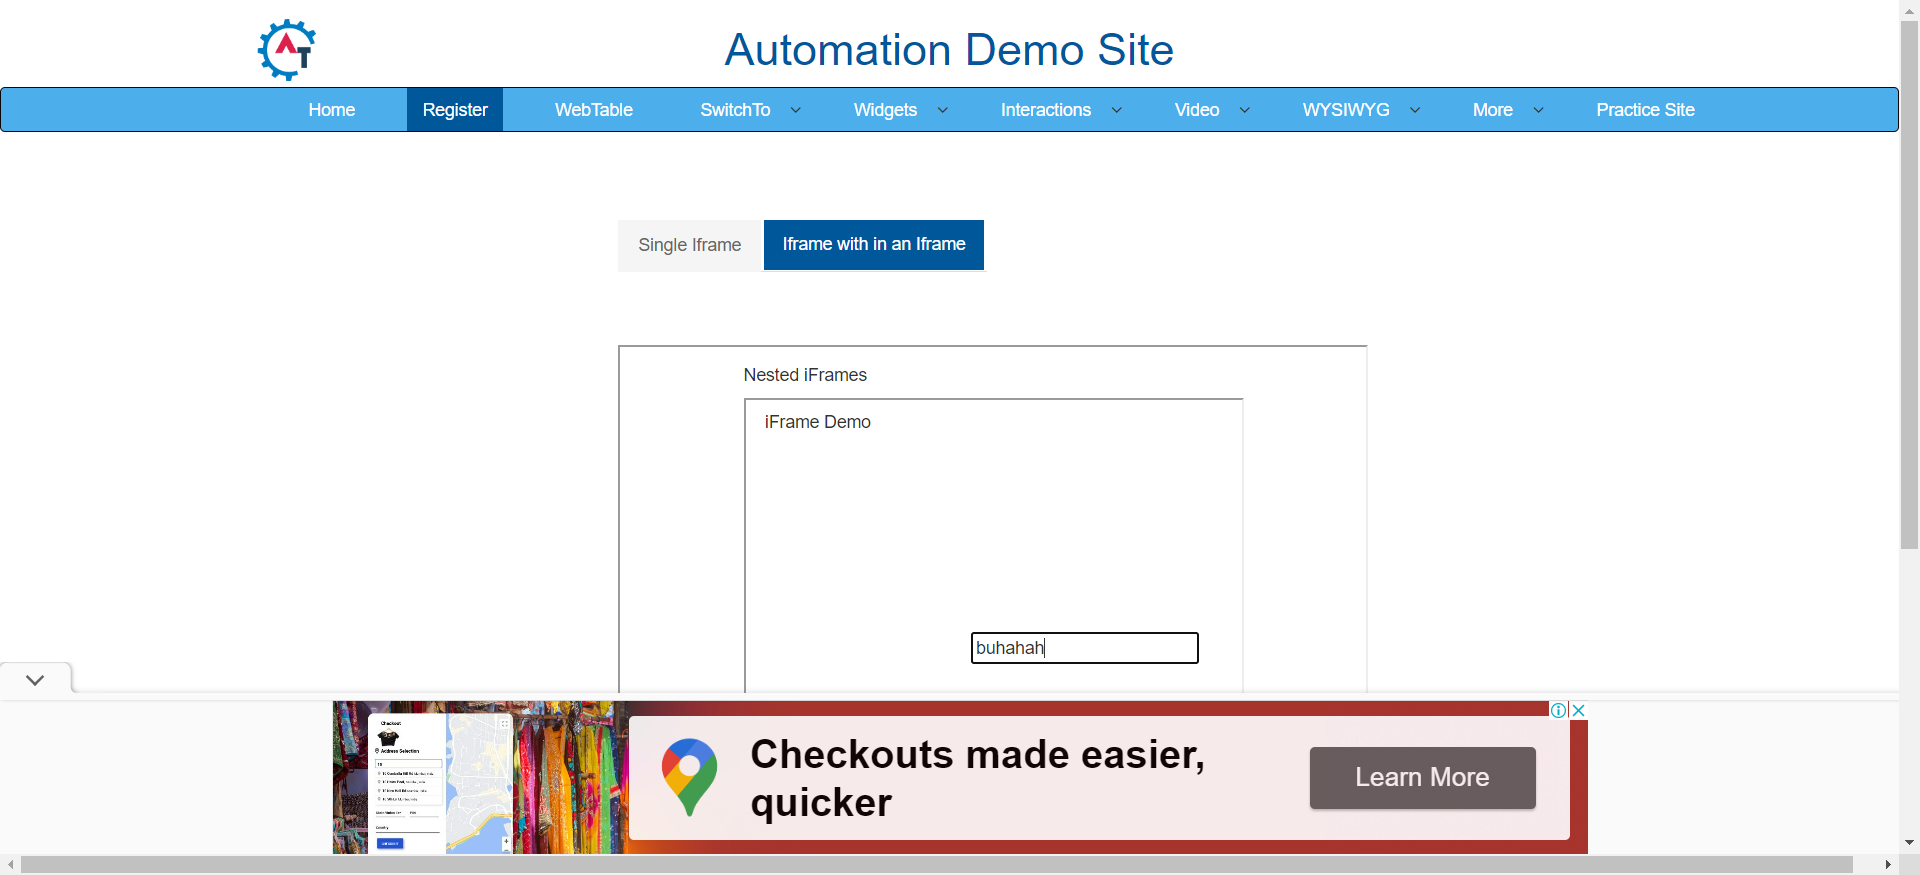 AT
Automation Demo Site
Home Register WebTable SwitchTo Widgets Interactions Video WYSIWYG More Practice Site
Single Iframe Iframe with in an Iframe
Nested iFrames
iFrame Demo
buhahah
Checkout
Address Selection
Checkouts made easier,
quicker
Learn More